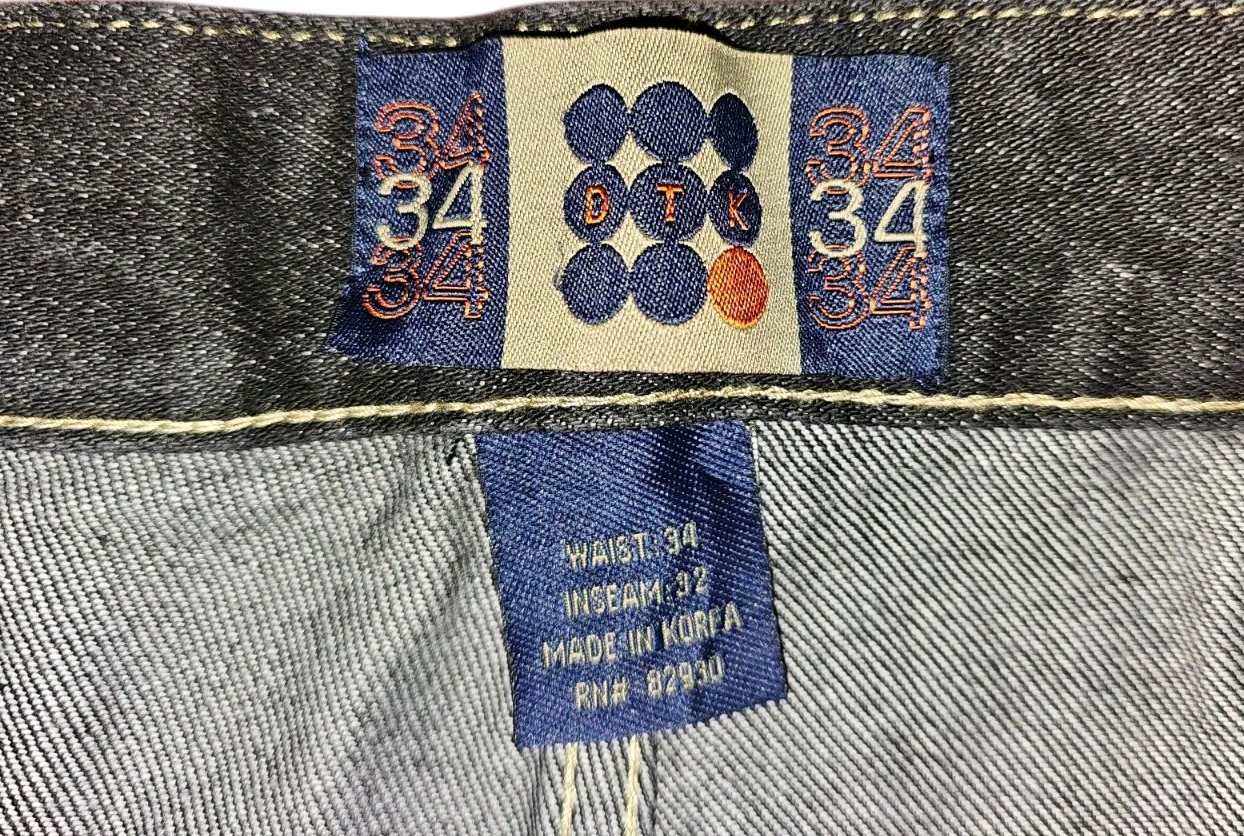 34 34
34 D T K 34
34 34
WAIST: 34
INSEAM: 32
MADE IN KOREA
RN# 82930